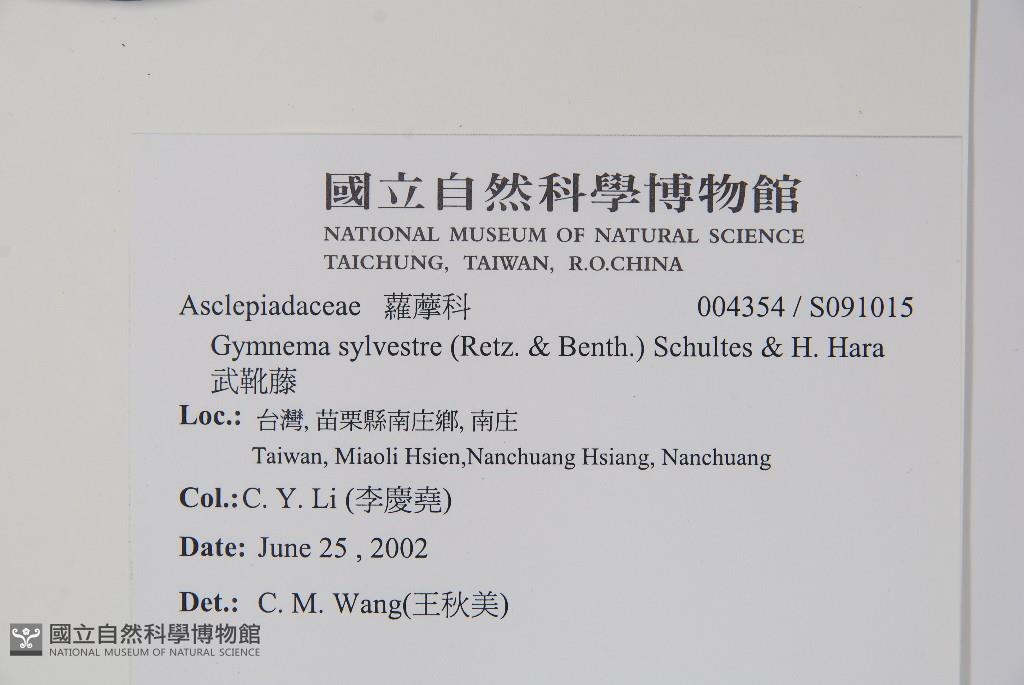 國立自然科學博物館
NATIONAL MUSEUM OF NATURAL SCIENCE
TAICHUNG, TAIWAN, R.O.CHINA
Asclepiadaceae 蘿藦科 004354 / S091015
Gymnema sylvestre (Retz. & Benth.) Schultes & H. Hara
武靴藤
Loc.: 台灣, 苗栗縣南庄鄉, 南庄
Taiwan, Miaoli Hsien,Nanchuang Hsiang, Nanchuang
Col.: C. Y. Li (李慶堯)
Date: June 25 , 2002
Det.: C. M. Wang(王秋美)
國立自然科學博物館
NATIONAL MUSEUM OF NATURAL SCIENCE